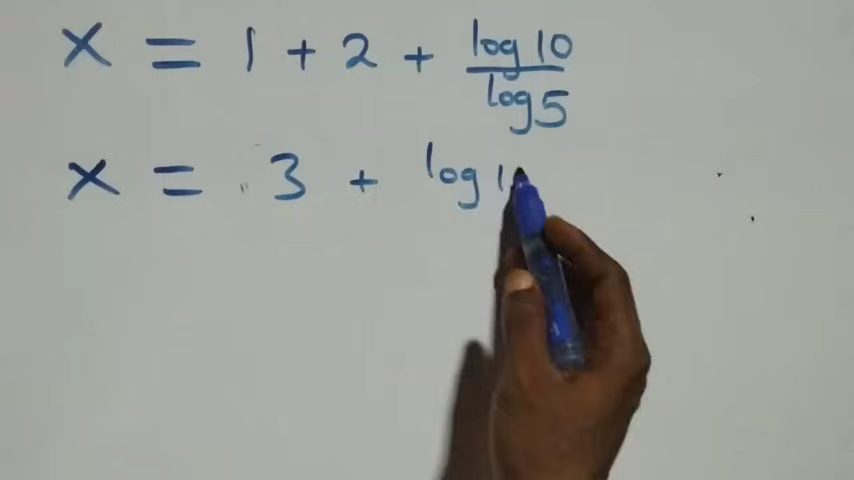 x = 1 + 2 + log 10 / log 5
x = 3 + log 1